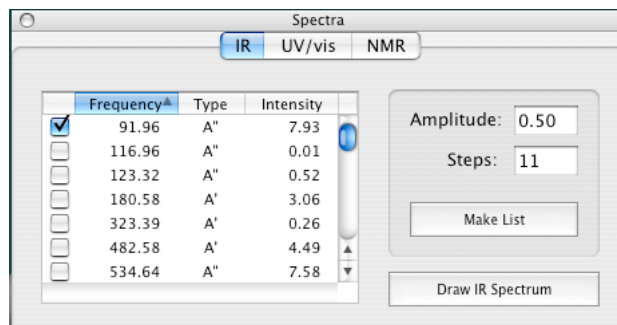 Spectra
IR UV/vis NMR
Frequency Type Intensity
91.96 A" 7.93
116.96 A" 0.01
123.32 A" 0.52
180.58 A' 3.06
323.39 A' 0.26
482.58 A' 4.49
534.64 A" 7.58
Amplitude: 0.50
Steps: 11
Make List
Draw IR Spectrum